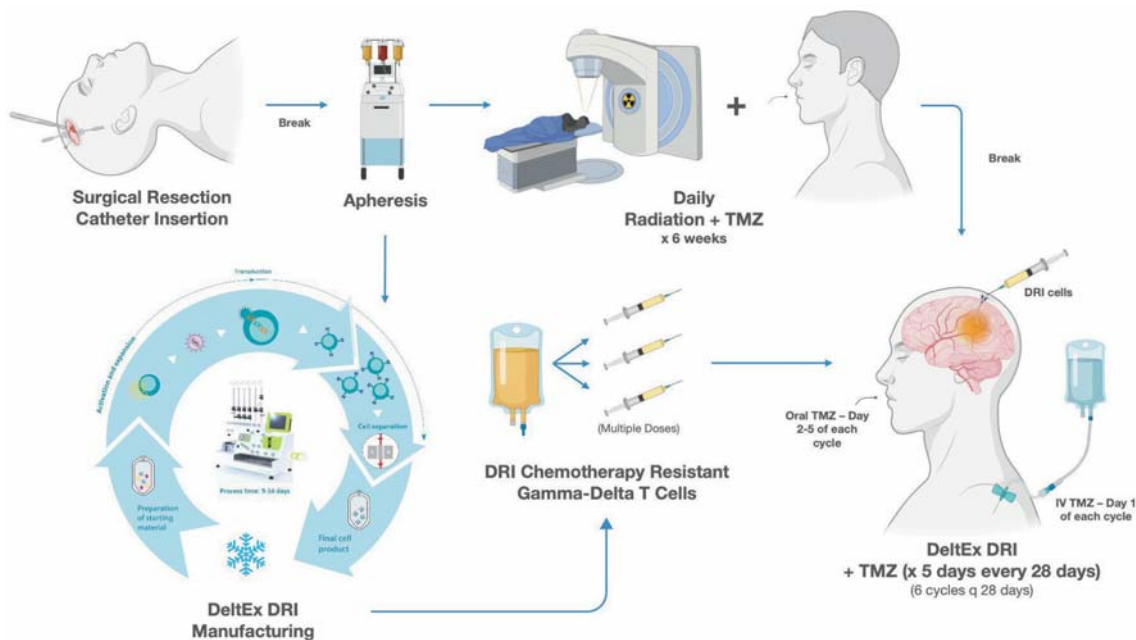 Surgical Resection
Catheter Insertion
Break
Apheresis
Daily
Radiation + TMZ
x 6 weeks
+
Break
Transduction
Activation and expansion
Cell separation
Process time: 9-14 days
Preparation
of starting
material
Final cell
product
DeltEx DRI
Manufacturing
(Multiple Doses)
DRI Chemotherapy Resistant
Gamma-Delta T Cells
DRI cells
Oral TMZ – Day
2-5 of each
cycle
IV TMZ – Day 1
of each cycle
DeltEx DRI
+ TMZ (x 5 days every 28 days)
(6 cycles q 28 days)